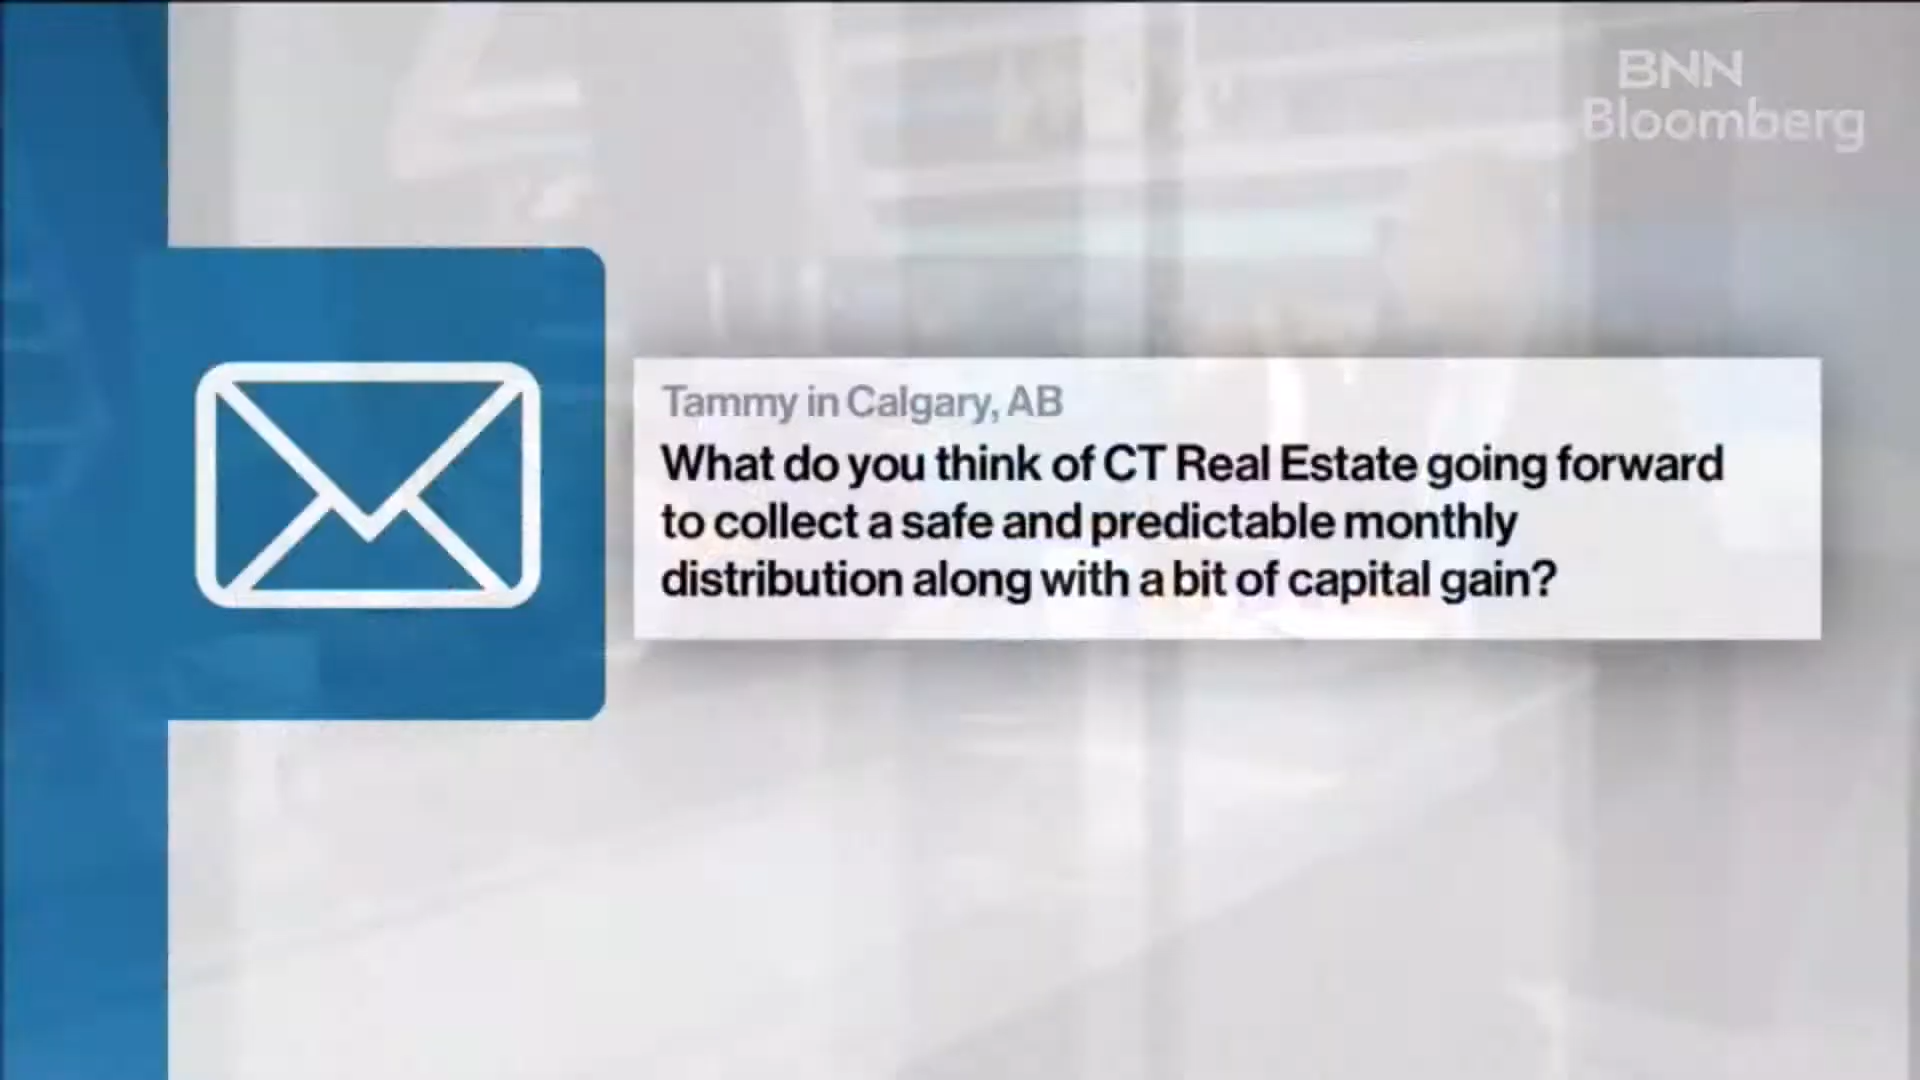 BNN
Bloomberg
Tammy in Calgary, AB
What do you think of CT Real Estate going forward
to collect a safe and predictable monthly
distribution along with a bit of capital gain?